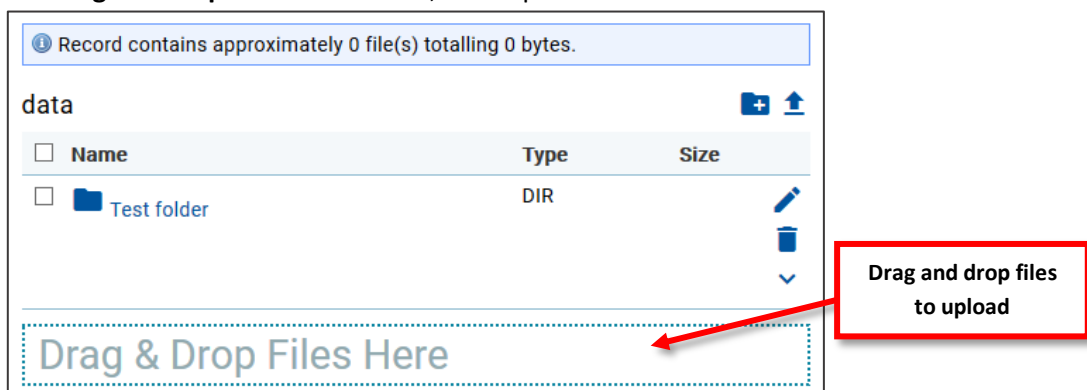 Record contains approximately 0 file(s) totalling 0 bytes.
data
Name Type Size
Test folder DIR
Drag and drop files
to upload
Drag & Drop Files Here